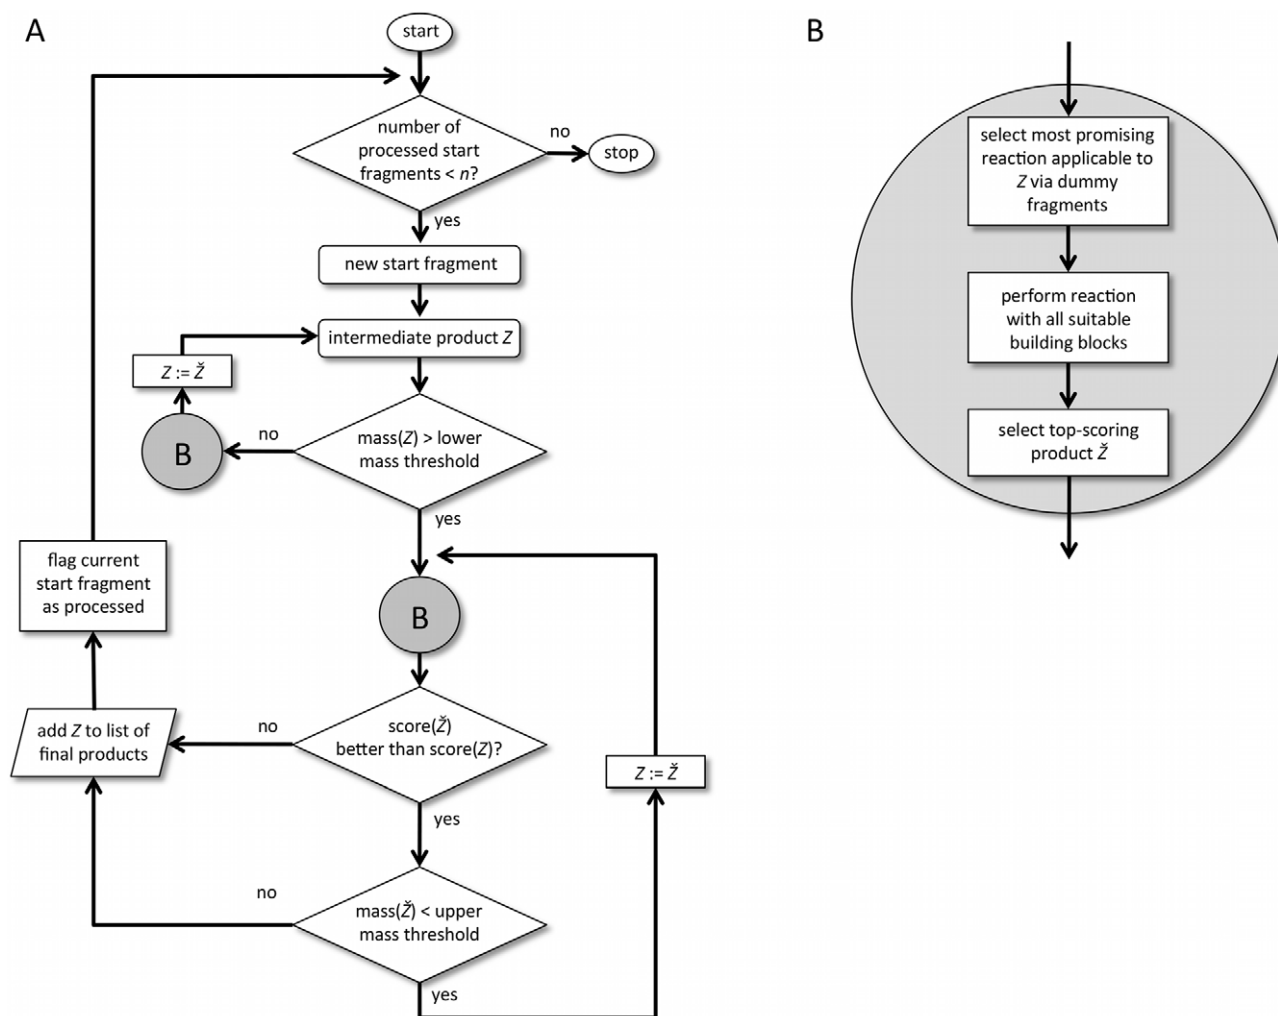 A
start
number of
processed start
fragments < n?
no
stop
yes
new start fragment
intermediate product Z
Z := Ž
mass(Z) > lower
mass threshold
no
B
yes
B
flag current
start fragment
as processed
add Z to list of
final products
no
score(Ž)
better than score(Z)?
Z := Ž
yes
no
mass(Ž) < upper
mass threshold
yes
B
select most promising
reaction applicable to
Z via dummy
fragments
perform reaction
with all suitable
building blocks
select top-scoring
product Ž